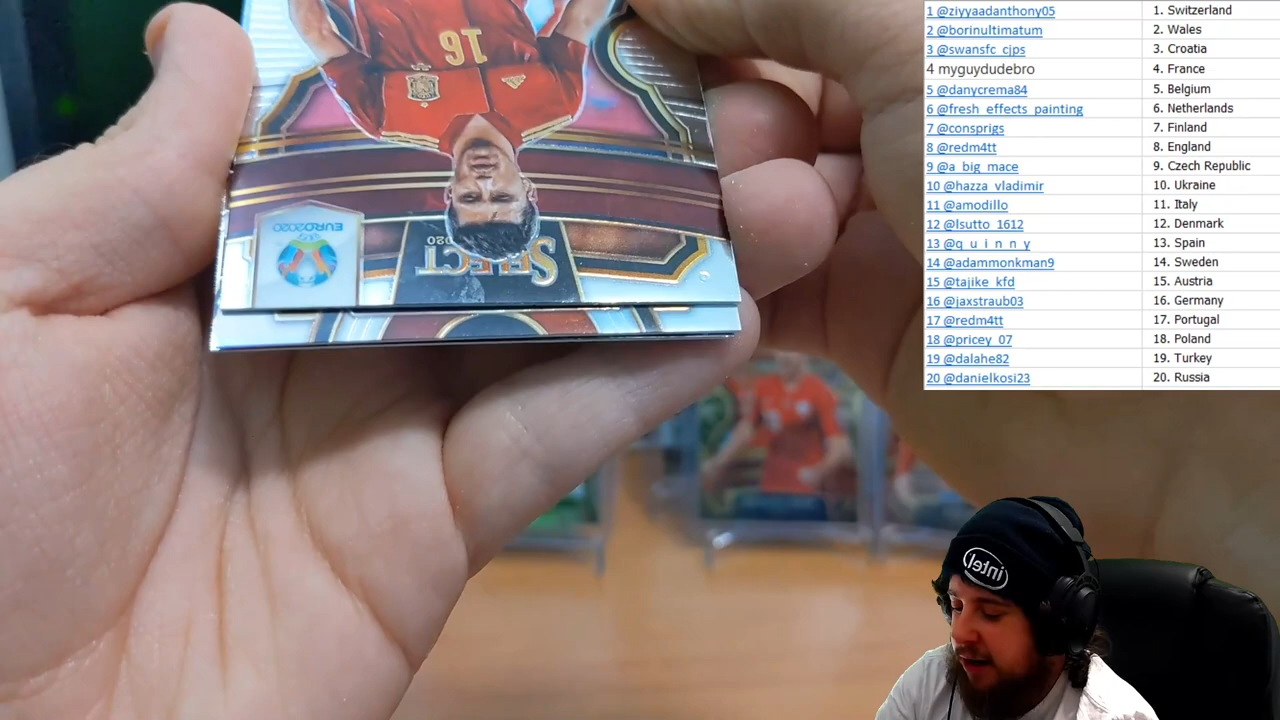 1 @ziyyaadanthony05 1. Switzerland
2 @borinultimatum 2. Wales
3 @swansfc_cjps 3. Croatia
4 myguydudebro 4. France
5 @danycrema84 5. Belgium
6 @fresh_effects_painting 6. Netherlands
7 @consprigs 7. Finland
8 @redm4tt 8. England
9 @a_big_mace 9. Czech Republic
10 @hazza_vladimir 10. Ukraine
11 @amodillo 11. Italy
12 @lsutto_1612 12. Denmark
13 @q_u_i_n_n_y 13. Spain
14 @adammonkman9 14. Sweden
15 @tajike_kfd 15. Austria
16 @jaxstraub03 16. Germany
17 @redm4tt 17. Portugal
18 @pricey_07 18. Poland
19 @dalahe82 19. Turkey
20 @danielkosi23 20. Russia
16
EURO2020
2020
SELECT
intel